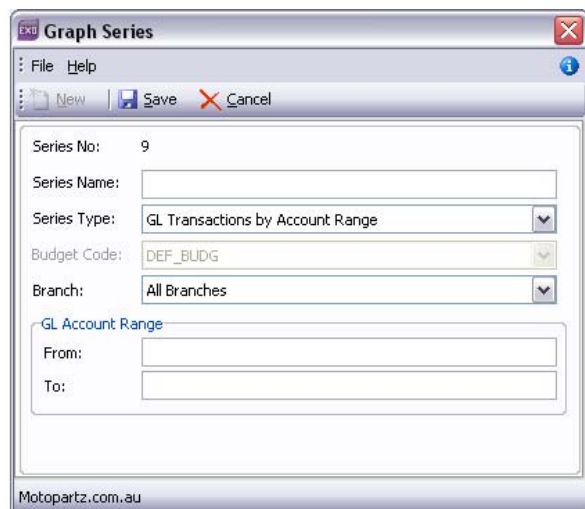 EXO Graph Series
File Help
New Save Cancel
Series No: 9
Series Name:
Series Type: GL Transactions by Account Range
Budget Code: DEF_BUDG
Branch: All Branches
GL Account Range
From:
To:
Motopartz.com.au